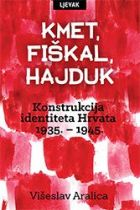 LJEVAK
KMET,
FIŠKAL,
HAJDUK
Konstrukcija
identiteta Hrvata
1935. – 1945.
Višeslav Aralica